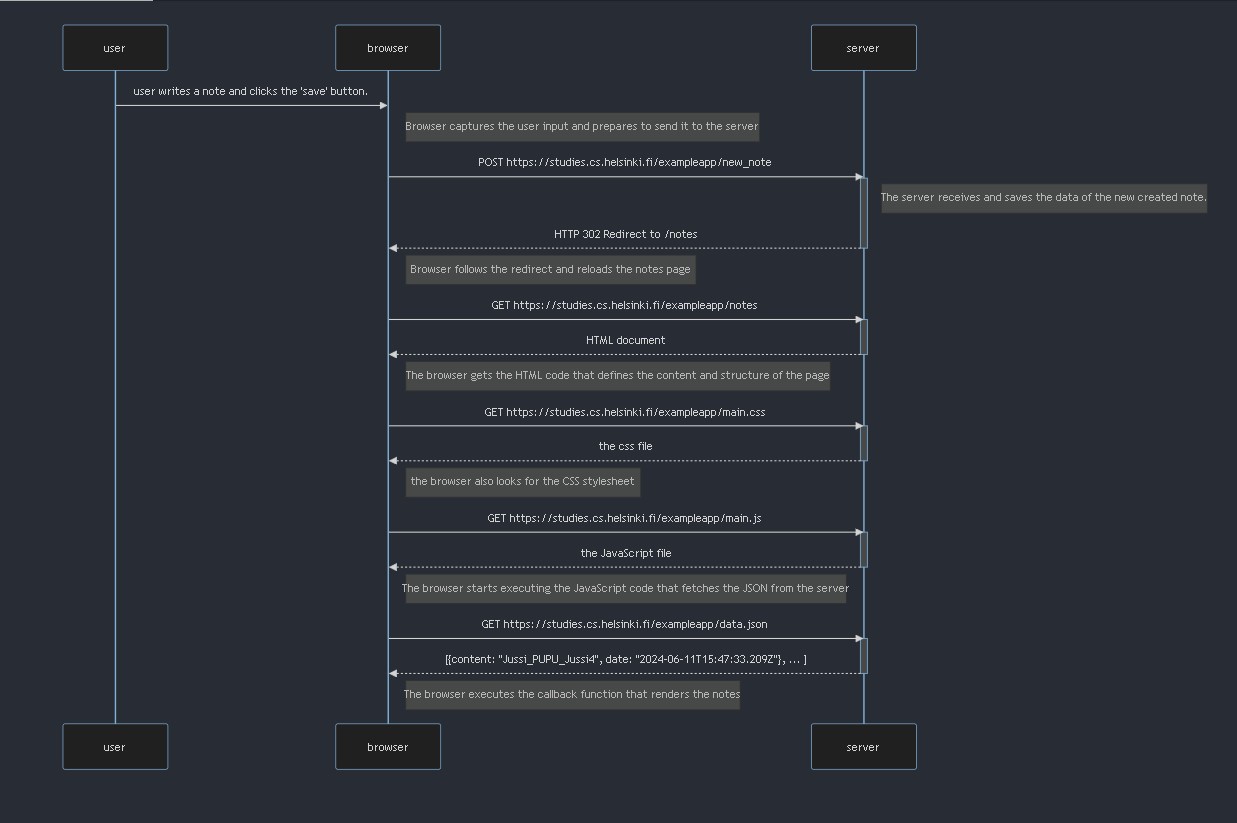 user browser server
user writes a note and clicks the 'save' button.
Browser captures the user input and prepares to send it to the server
POST https://studies.cs.helsinki.fi/exampleapp/new_note
The server receives and saves the data of the new created note.
HTTP 302 Redirect to /notes
Browser follows the redirect and reloads the notes page
GET https://studies.cs.helsinki.fi/exampleapp/notes
HTML document
The browser gets the HTML code that defines the content and structure of the page
GET https://studies.cs.helsinki.fi/exampleapp/main.css
the css file
the browser also looks for the CSS stylesheet
GET https://studies.cs.helsinki.fi/exampleapp/main.js
the JavaScript file
The browser starts executing the JavaScript code that fetches the JSON from the server
GET https://studies.cs.helsinki.fi/exampleapp/data.json
[{content: "Jussi_PUPU_Jussi4", date: "2024-06-11T15:47:33.209Z"}, ... ]
The browser executes the callback function that renders the notes
user browser server